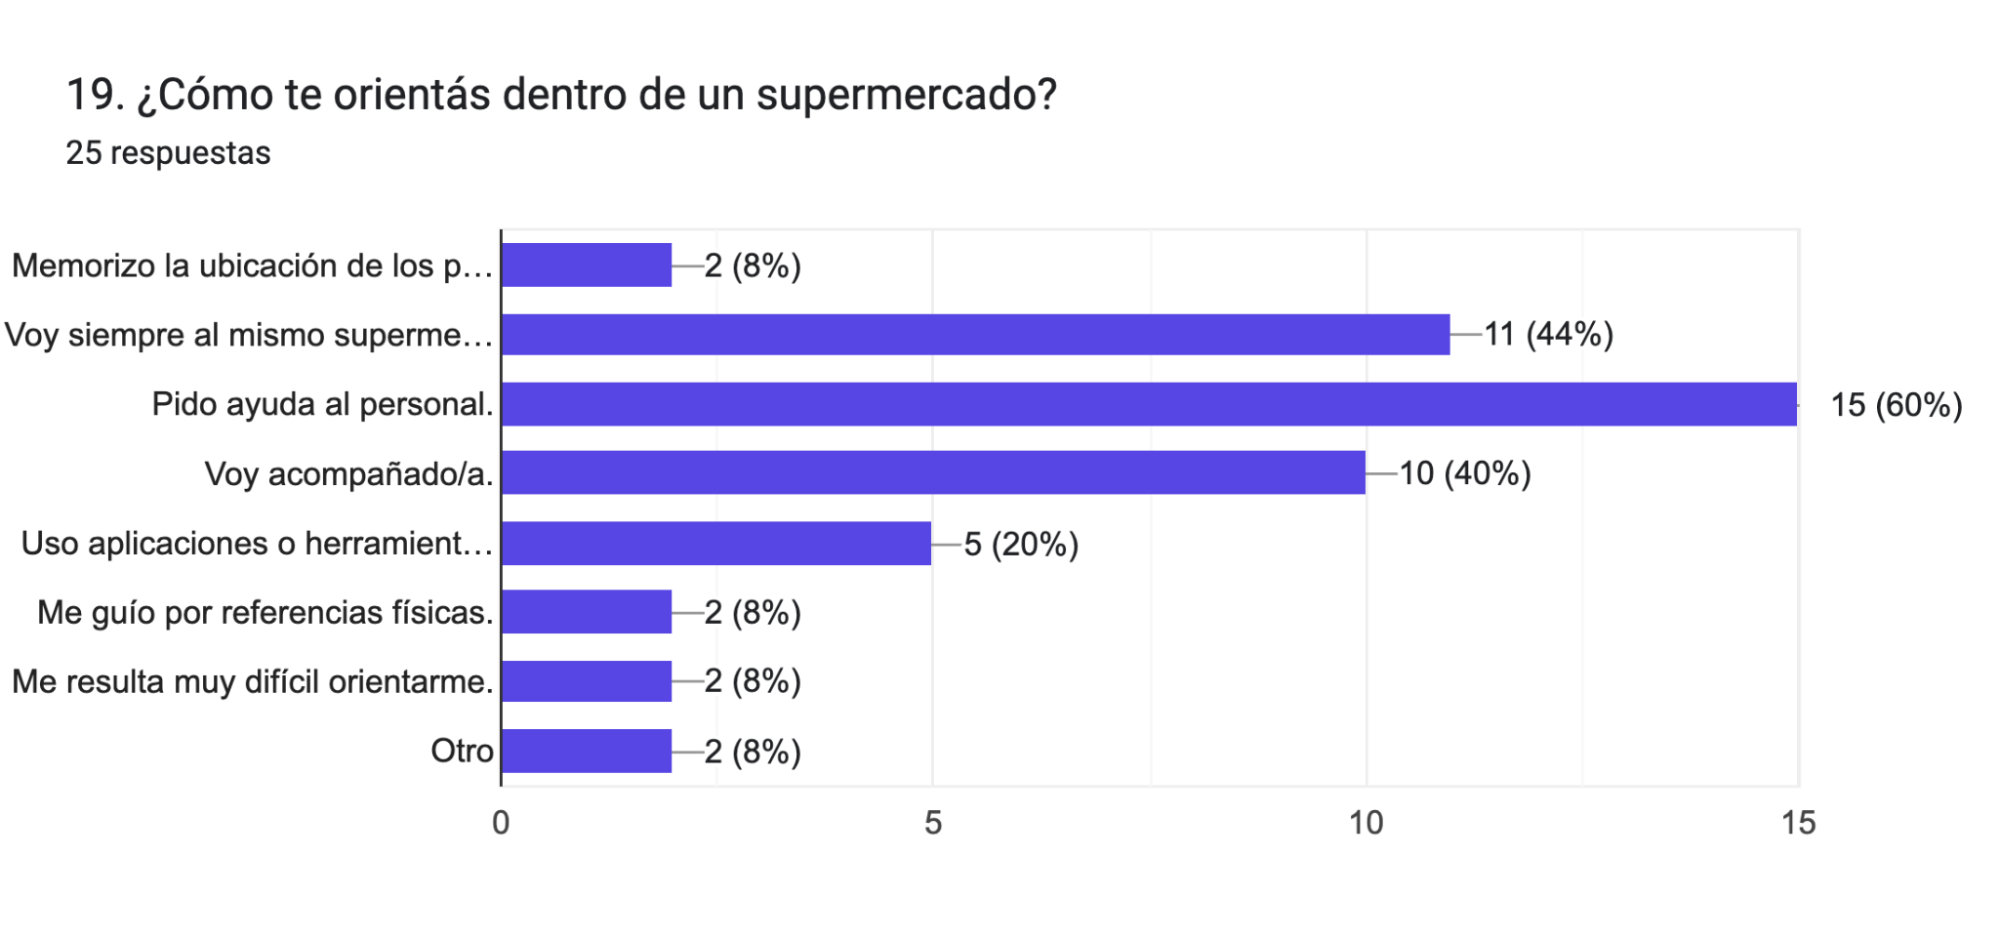 19. ¿Cómo te orientás dentro de un supermercado?
25 respuestas
Memorizo la ubicación de los p… 2 (8%)
Voy siempre al mismo superme… 11 (44%)
Pido ayuda al personal. 15 (60%)
Voy acompañado/a. 10 (40%)
Uso aplicaciones o herramient… 5 (20%)
Me guío por referencias físicas. 2 (8%)
Me resulta muy difícil orientarme. 2 (8%)
Otro 2 (8%)
0 5 10 15